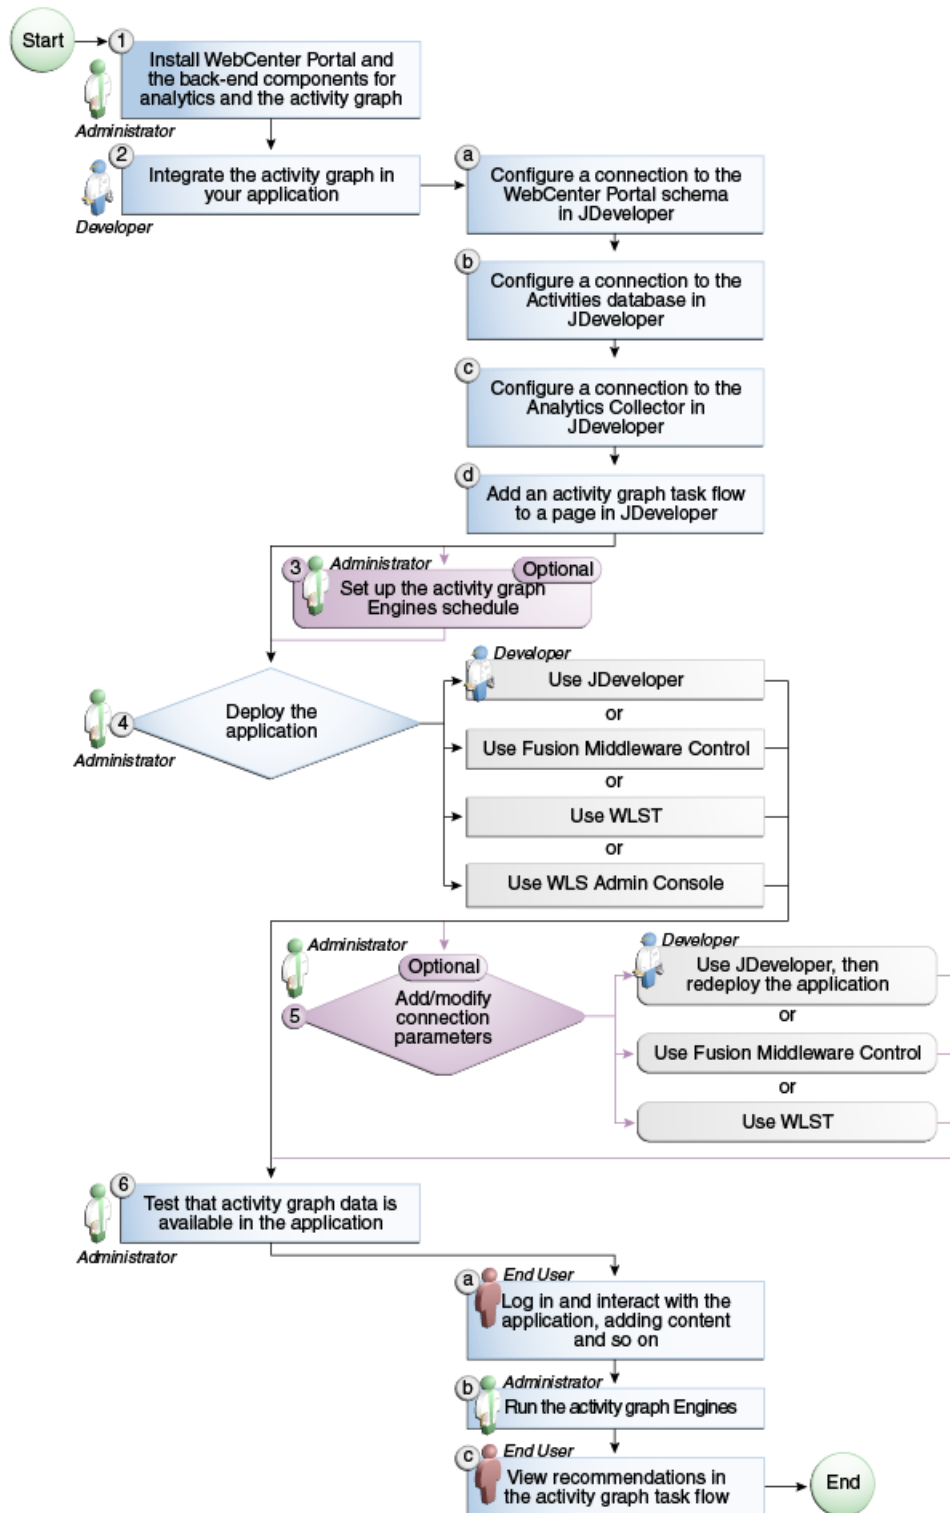 Start
1
Install WebCenter Portal and
the back-end components for
analytics and the activity graph
Administrator
2
Integrate the activity graph in
your application
Developer
a
Configure a connection to the
WebCenter Portal schema
in JDeveloper
b
Configure a connection to the
Activities database in
JDeveloper
c
Configure a connection to the
Analytics Collector in
JDeveloper
d
Add an activity graph task flow
to a page in JDeveloper
3
Administrator
Optional
Set up the activity graph
Engines schedule
4
Administrator
Deploy the
application
Developer
Use JDeveloper
or
Use Fusion Middleware Control
or
Use WLST
or
Use WLS Admin Console
Administrator
Optional
5
Add/modify
connection
parameters
Developer
Use JDeveloper, then
redeploy the application
or
Use Fusion Middleware Control
or
Use WLST
6
Test that activity graph data is
available in the application
Administrator
a
End User
Log in and interact with the
application, adding content
and so on
b
Administrator
Run the activity graph Engines
c
End User
View recommendations in
the activity graph task flow
End